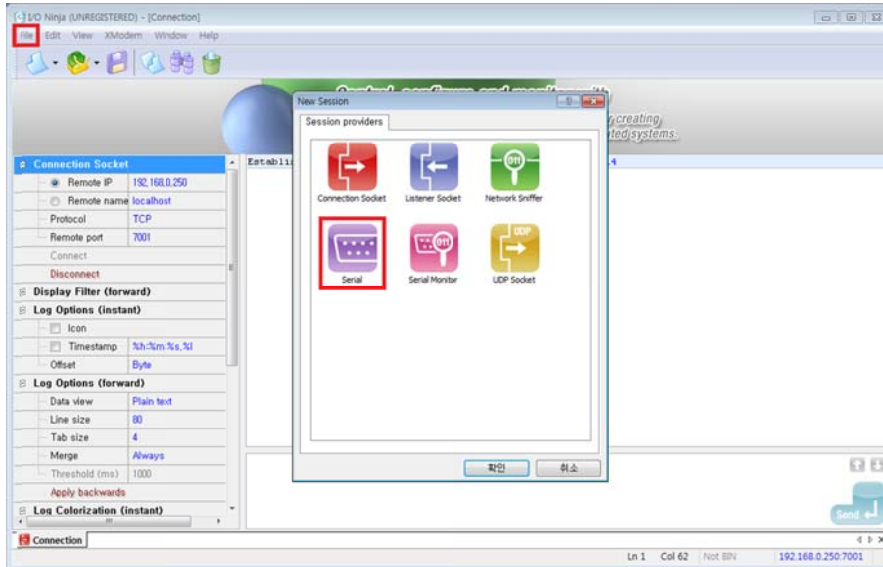 I/O Ninja (UNREGISTERED) - [Connection]
File Edit View XModem Window Help
New Session
Session providers
creating
Connection Socket
Remote IP 192.168.0.250
Remote name localhost
Protocol TCP
Remote port 7001
Connect
Disconnect
Display Filter (forward)
Log Options (instant)
Icon
Timestamp %h:%m:%s.%l
Offset Byte
Log Options (forward)
Data view Plain text
Line size 80
Tab size 4
Merge Always
Threshold (ms) 1000
Apply backwards
Log Colorization (instant)
Connection Socket Listener Socket Network Sniffer
Serial Serial Monitor UDP Socket
011
011
UDP
확인 취소
Send
Connection
Ln 1 Col 62 Not BIN 192.168.0.250:7001